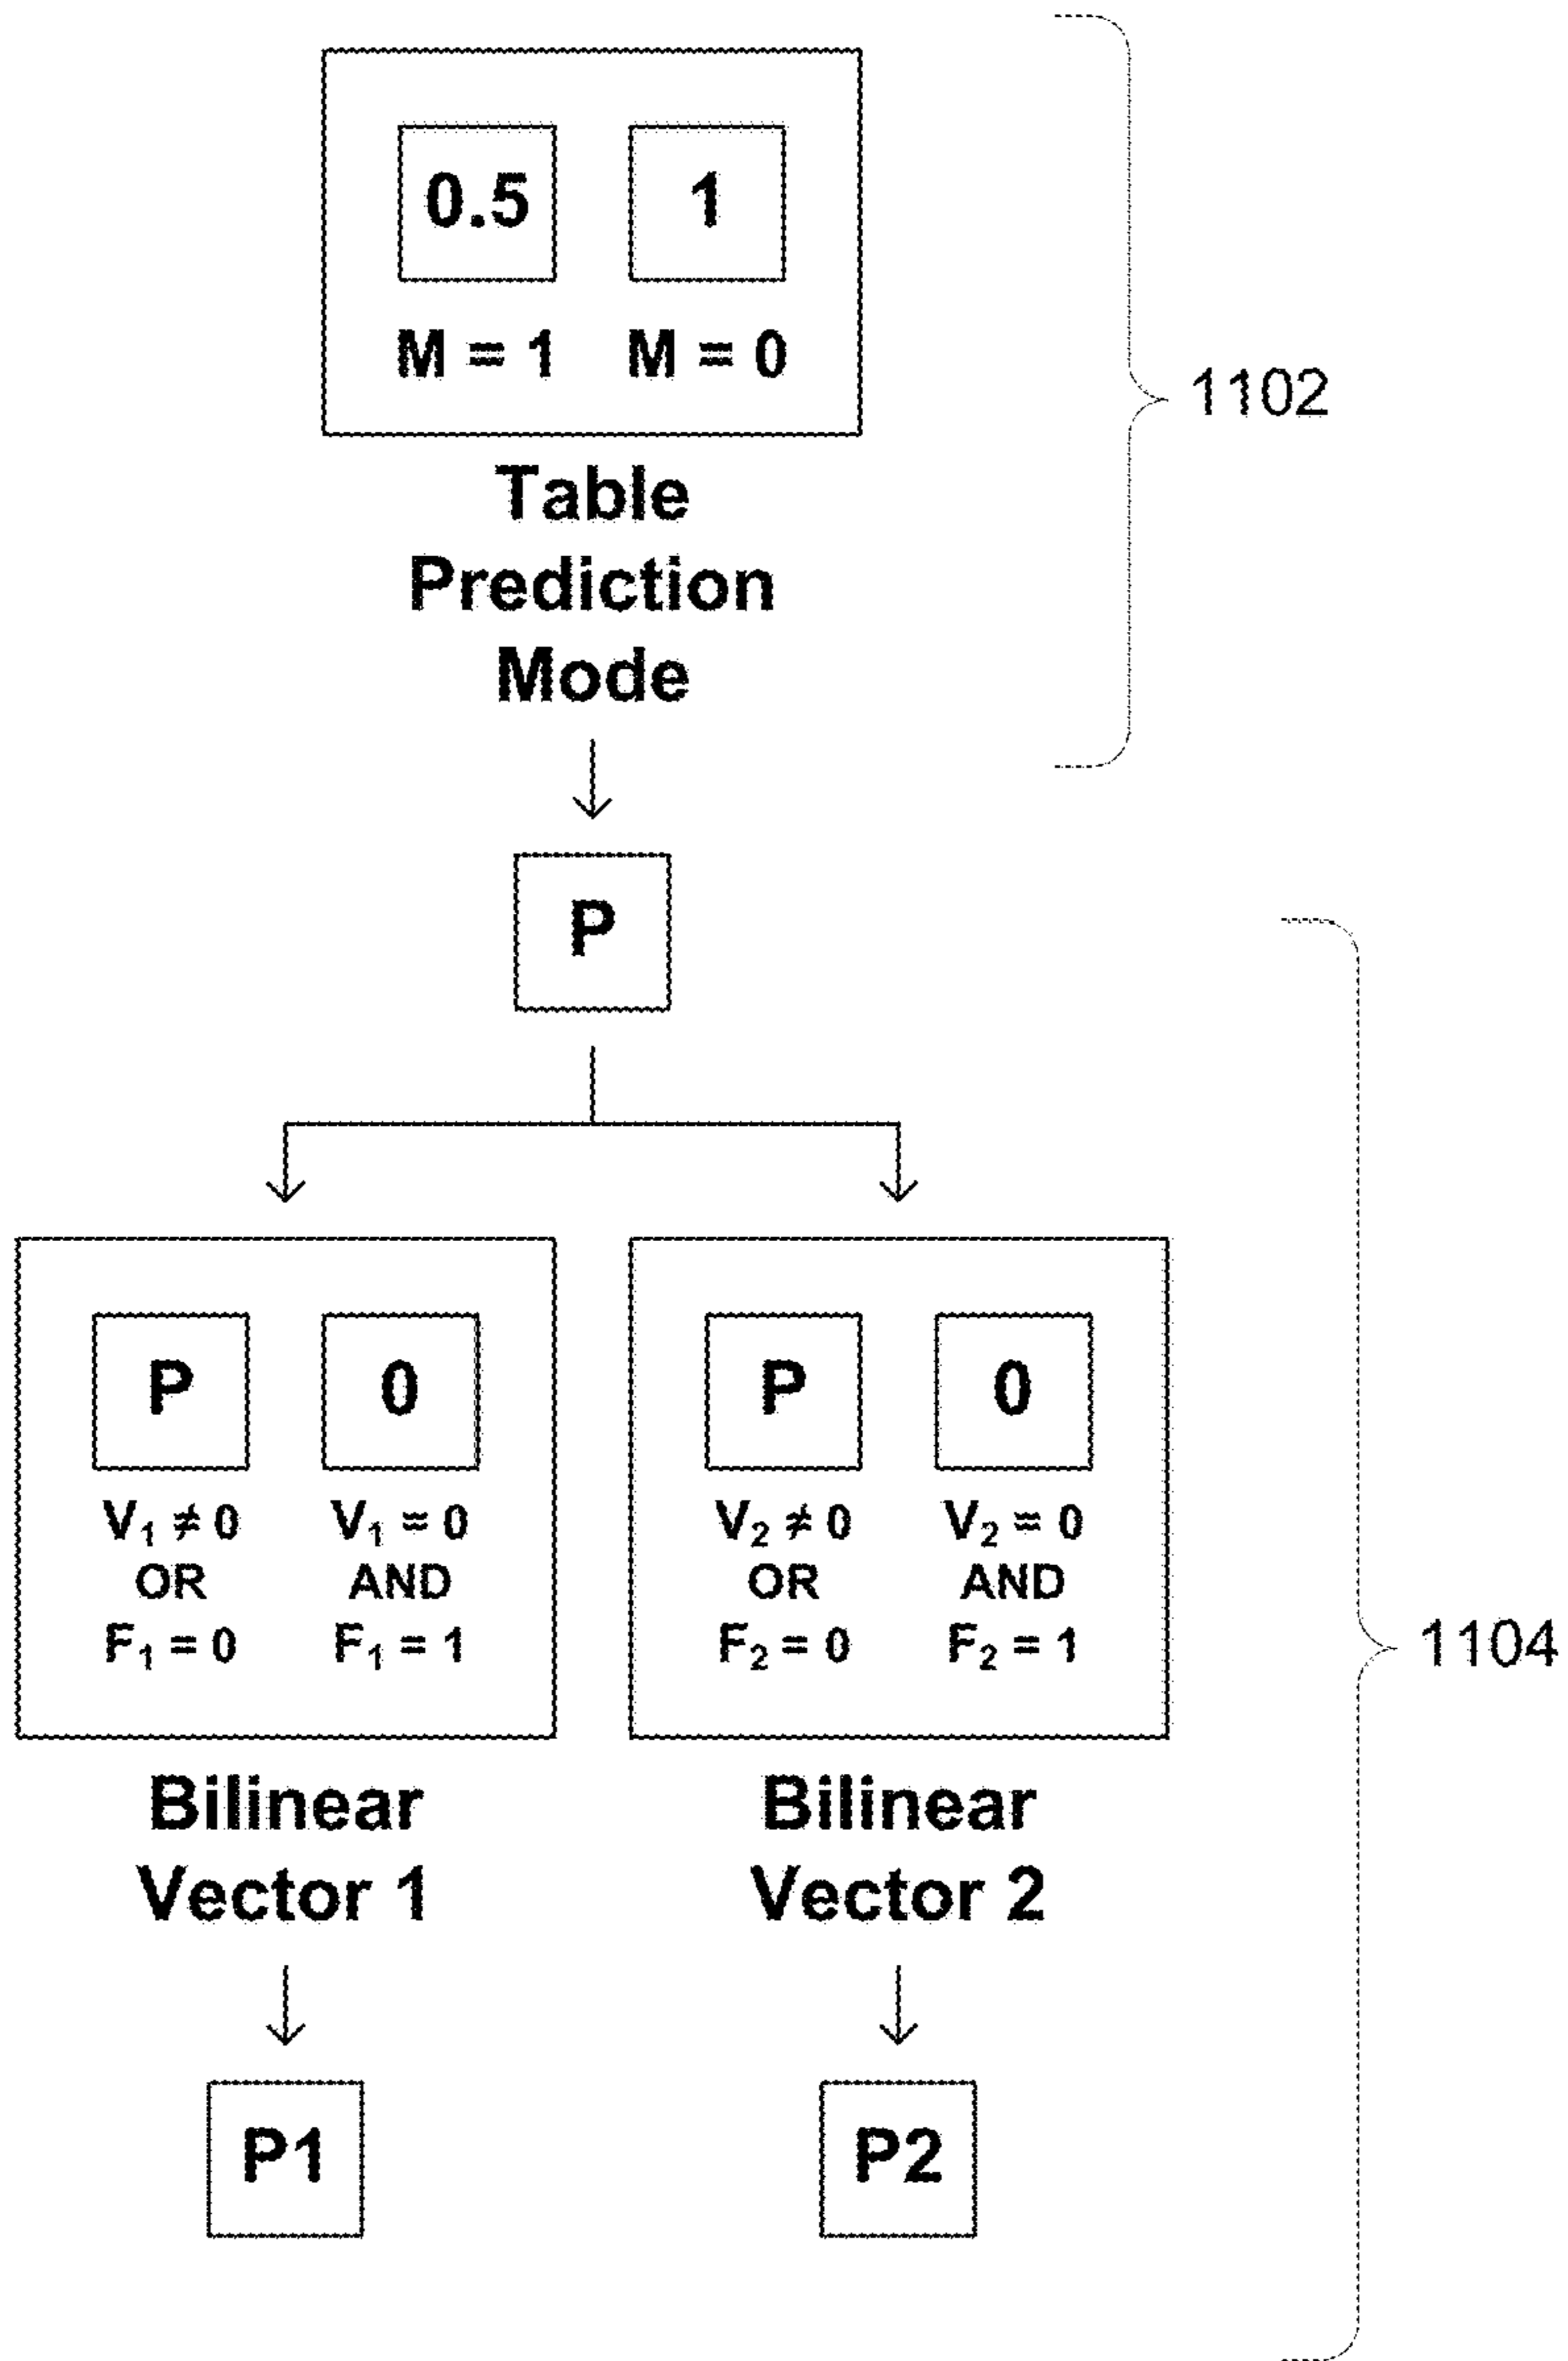 0.5 1
M = 1 M = 0
1102
Table
Prediction
Mode
P
P 0 P 0
V₁ ≠ 0 V₁ = 0 V₂ ≠ 0 V₂ = 0
OR AND OR AND
F₁ = 0 F₁ = 1 F₂ = 0 F₂ = 1
1104
Bilinear Bilinear
Vector 1 Vector 2
P1 P2